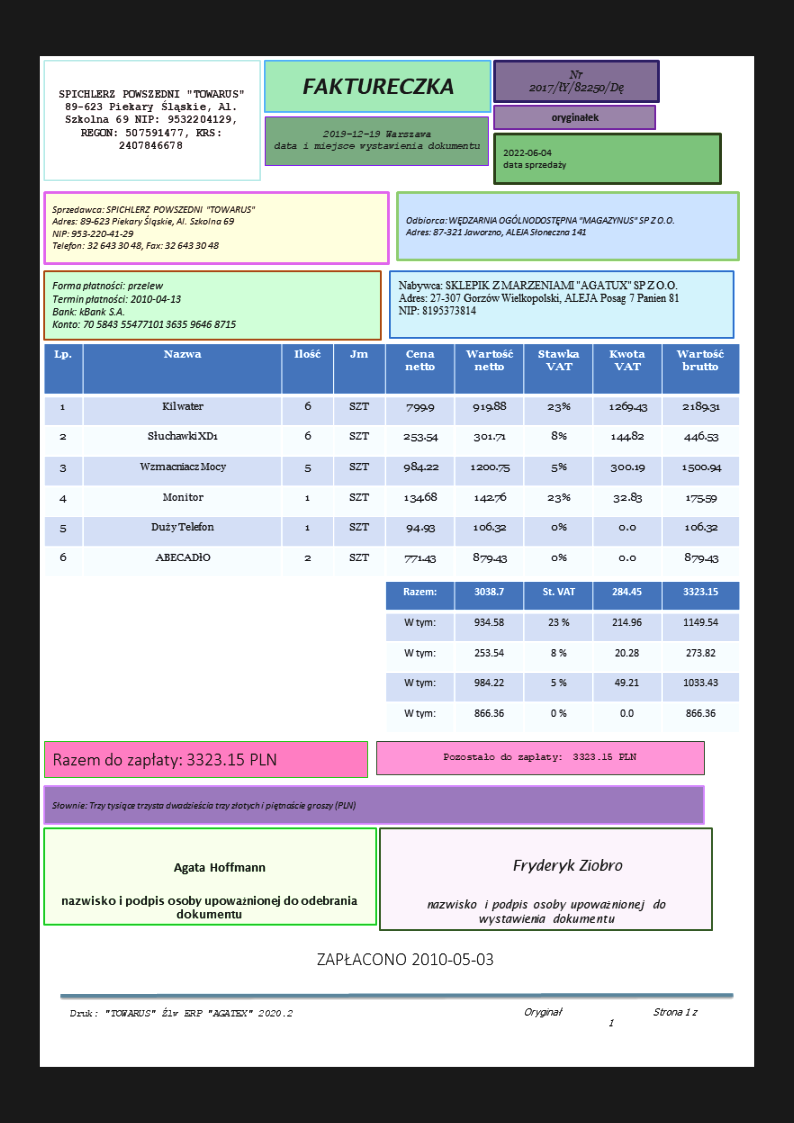 SPICHLERZ POWSZEDNI "TOWARUS"
89-623 Piekary Śląskie, Al.
Szkolna 69 NIP: 9532204129,
REGON: 507591477, KRS:
2407846678
FAKTURECZKA
2019-12-19 Warszawa
data i miejsce wystawienia dokumentu
Nr
2017/IY/82250/Dę
oryginałek
2022-06-04
data sprzedaży
Sprzedawca: SPICHLERZ POWSZEDNI "TOWARUS"
Adres: 89-623 Piekary Śląskie, Al. Szkolna 69
NIP: 953-220-41-29
Telefon: 32 643 30 48, Fax: 32 643 30 48
Odbiorca: WĘDZARNIA OGÓLNODOSTĘPNA "MAGAZYNUS" SP Z O.O.
Adres: 87-321 Jaworzno, ALEJA Słoneczna 141
Forma płatności: przelew
Termin płatności: 2010-04-13
Bank: kBank S.A.
Konto: 70 5843 55477101 3635 9646 8715
Nabywca: SKLEPIK Z MARZENIAMI "AGATUX" SP Z O.O.
Adres: 27-307 Gorzów Wielkopolski, ALEJA Posag 7 Panien 81
NIP: 8195373814
Lp. Nazwa Ilość Jm Cena netto Wartość netto Stawka VAT Kwota VAT Wartość brutto
1 Kilwater 6 SZT 799.9 919.88 23% 1269.43 2189.31
2 Słuchawki XD1 6 SZT 253.54 301.71 8% 144.82 446.53
3 Wzmacniacz Mocy 5 SZT 984.22 1200.75 5% 300.19 1500.94
4 Monitor 1 SZT 134.68 142.76 23% 32.83 175.59
5 Duży Telefon 1 SZT 94.93 106.32 0% 0.0 106.32
6 ABECADŁO 2 SZT 771.43 879.43 0% 0.0 879.43
Razem: 3038.7 St. VAT 284.45 3323.15
W tym: 934.58 23 % 214.96 1149.54
W tym: 253.54 8 % 20.28 273.82
W tym: 984.22 5 % 49.21 1033.43
W tym: 866.36 0 % 0.0 866.36
Razem do zapłaty: 3323.15 PLN
Pozostało do zapłaty: 3323.15 PLN
Słownie: Trzy tysiące trzysta dwadzieścia trzy złotych i piętnaście groszy (PLN)
Agata Hoffmann
nazwisko i podpis osoby upoważnionej do odebrania
dokumentu
Fryderyk Ziobro
nazwisko i podpis osoby upoważnionej do
wystawienia dokumentu
ZAPŁACONO 2010-05-03
Druk: "TOWARUS" Źlv ERP "AGATEX" 2020.2
Oryginał
Strona 1 z
1